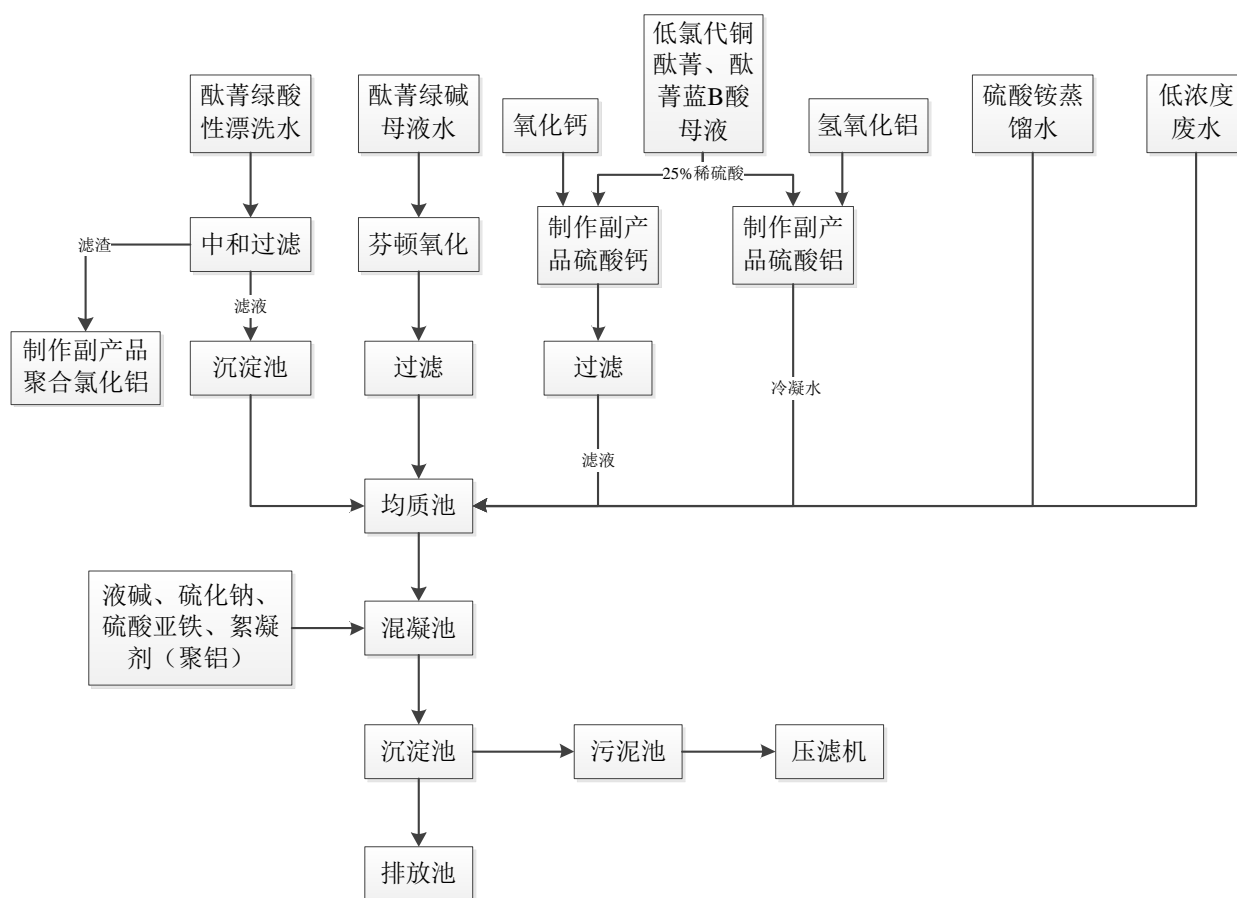 低氯代铜
酞菁、酞
菁蓝B酸
母液
酞菁绿酸
性漂洗水
酞菁绿碱
母液水
氧化钙
氢氧化铝
硫酸铵蒸
馏水
低浓度
废水
25%稀硫酸
滤渣
中和过滤
芬顿氧化
制作副产
品硫酸钙
制作副产
品硫酸铝
滤液
制作副产品
聚合氯化铝
沉淀池
过滤
过滤
冷凝水
滤液
均质池
液碱、硫化钠、
硫酸亚铁、絮凝
剂（聚铝）
混凝池
沉淀池
污泥池
压滤机
排放池